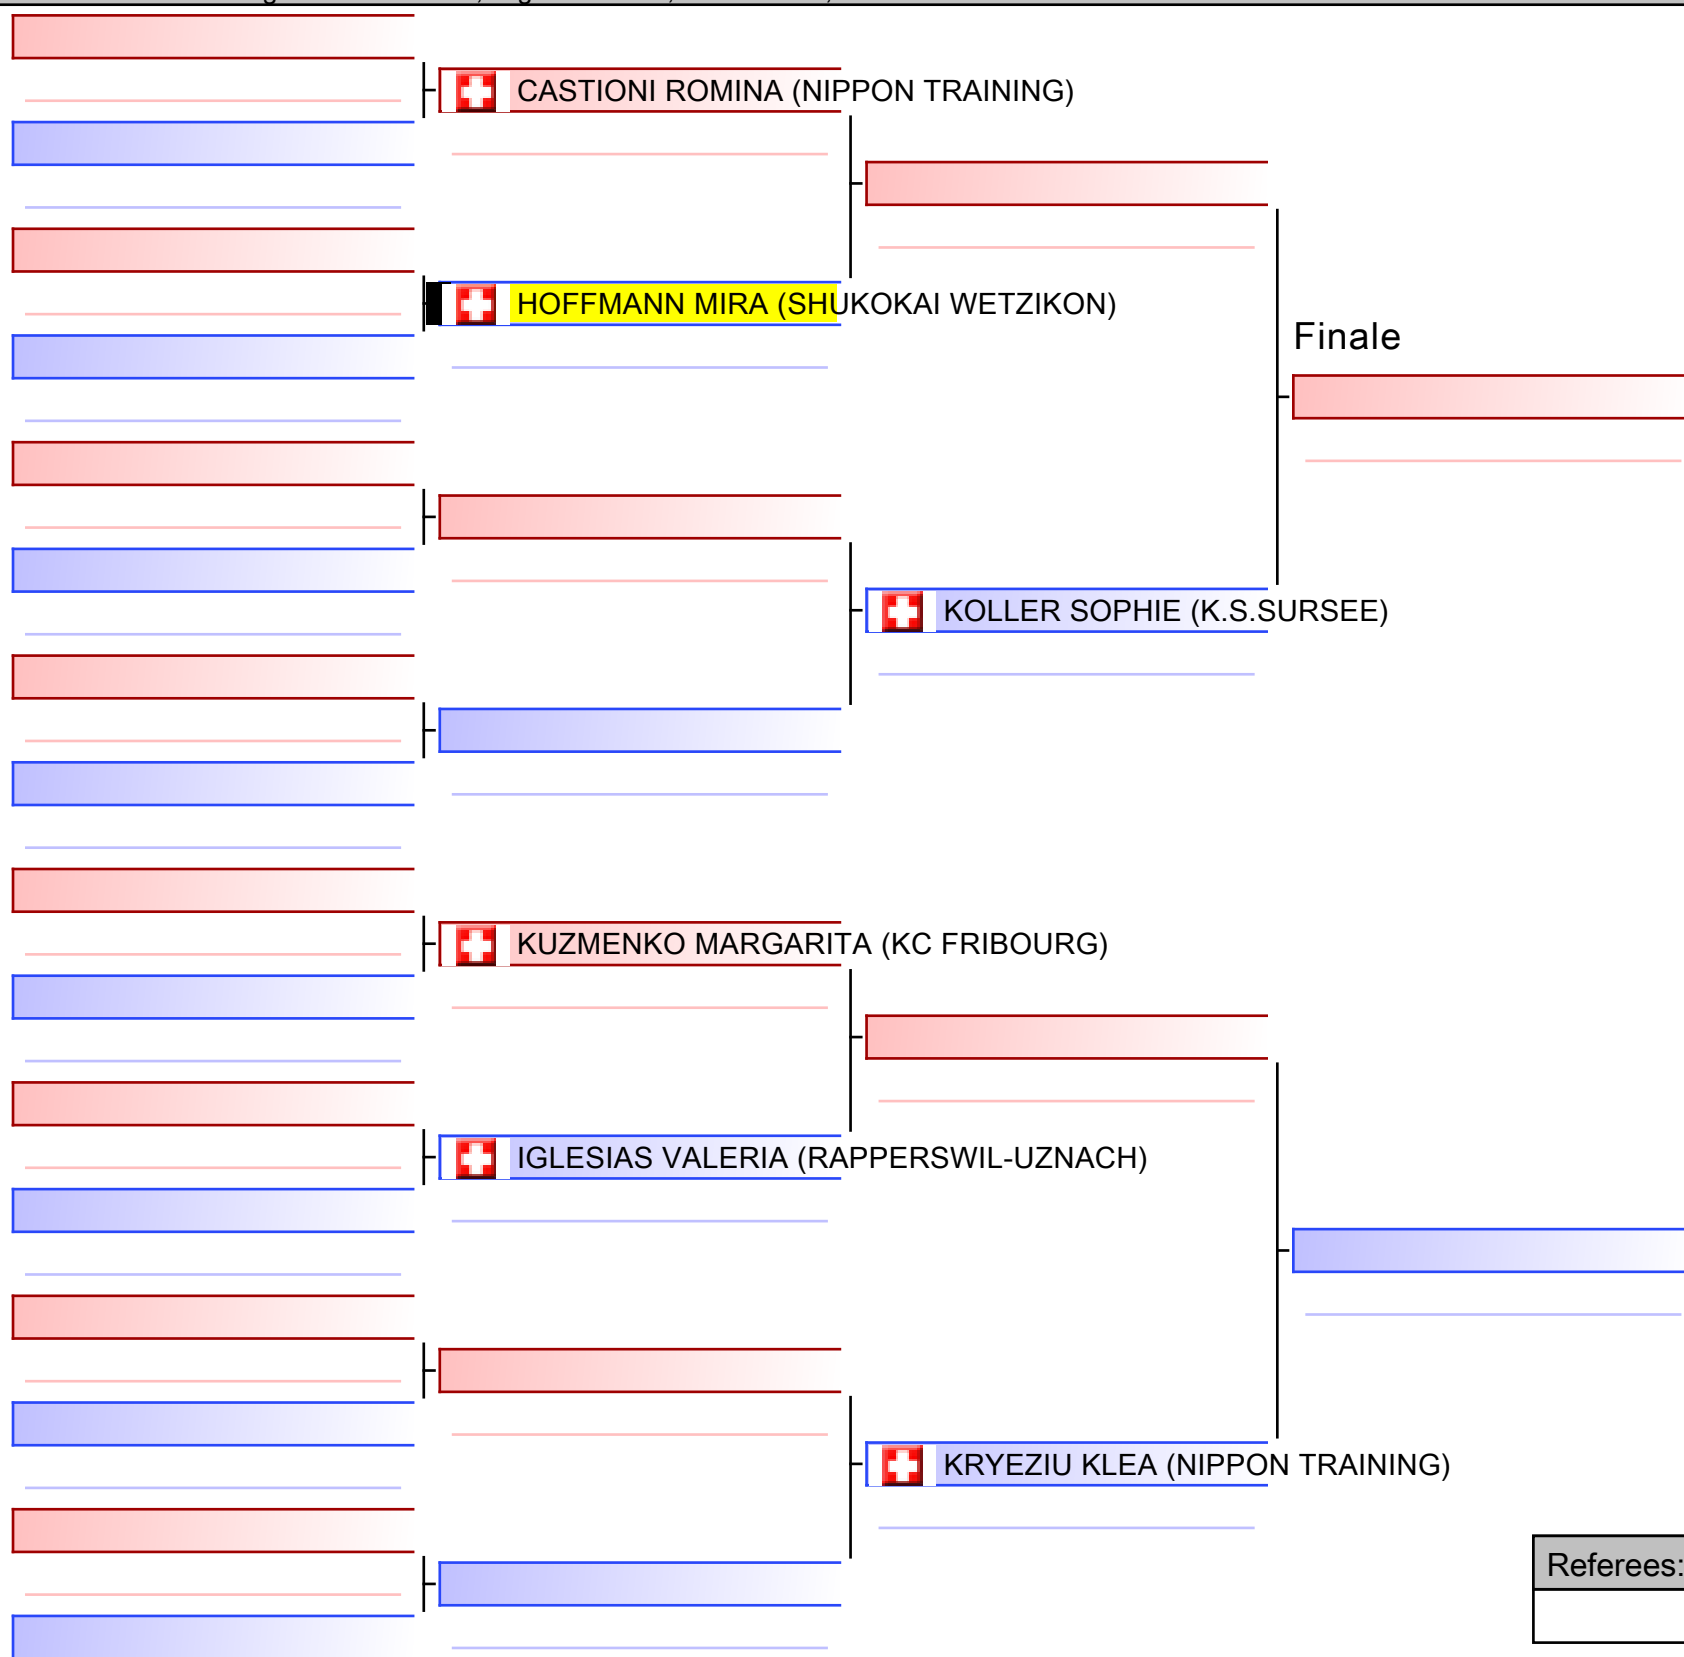 CASTIONI ROMINA (NIPPON TRAINING)
HOFFMANN MIRA (SHUKOKAI WETZIKON)
Finale
KOLLER SOPHIE (K.S.SURSEE)
KUZMENKO MARGARITA (KC FRIBOURG)
IGLESIAS VALERIA (RAPPERSWIL-UZNACH)
KRYEZIU KLEA (NIPPON TRAINING)
Referees: